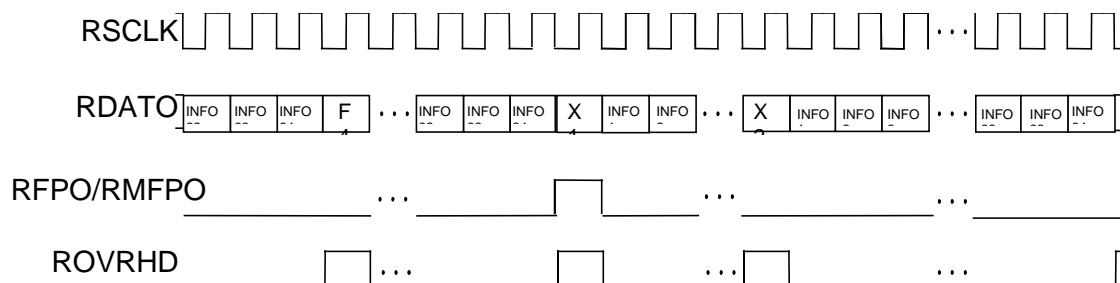 RSCLK
...
RDATO INFO INFO INFO F ... INFO INFO INFO X INFO INFO ... X INFO INFO INFO ... INFO INFO INFO
RFPO/RMFPO ... ... ...
ROVRHD ... ... ...